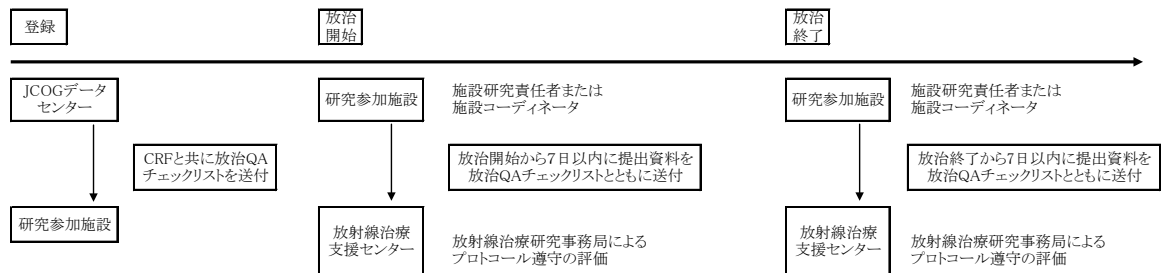 登録
放治
開始
放治
終了
JCOGデータ
センター
CRFと共に放治QA
チェックリストを送付
研究参加施設
研究参加施設
施設研究責任者または
施設コーディネータ
放治開始から7日以内に提出資料を
放治QAチェックリストとともに送付
放射線治療
支援センター
放射線治療研究事務局による
プロトコール遵守の評価
研究参加施設
施設研究責任者または
施設コーディネータ
放治終了から7日以内に提出資料を
放治QAチェックリストとともに送付
放射線治療
支援センター
放射線治療研究事務局による
プロトコール遵守の評価